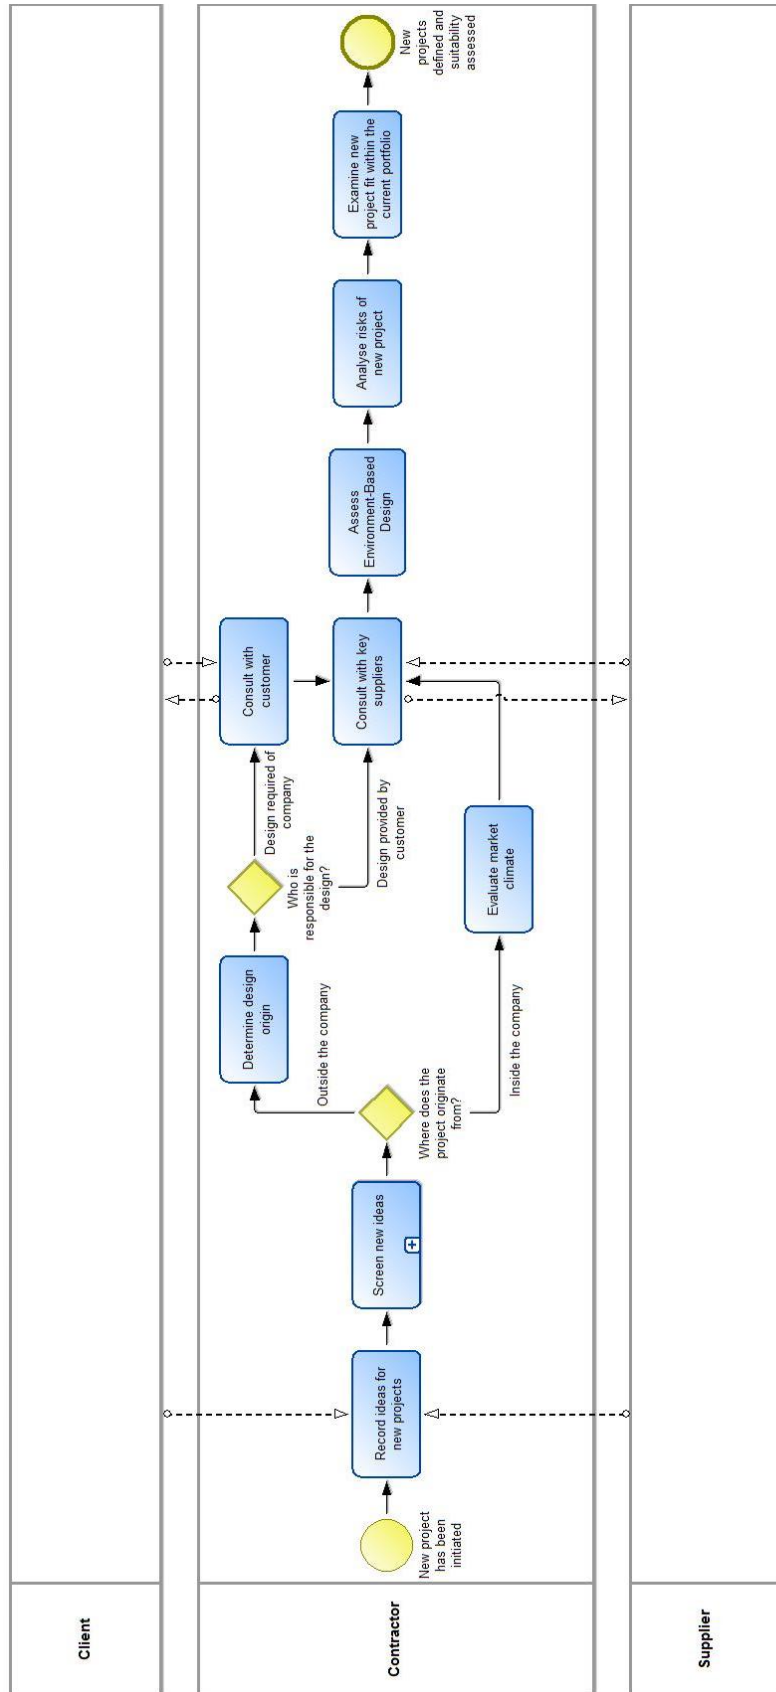 Client
Contractor
New project
has been
initiated
Record ideas for
new projects
Screen new ideas
Where does the
project originate
from?
Outside the company
Inside the company
Determine design
origin
Who is
responsible for the
design?
Design required of
company
Design provided by
customer
Evaluate market
climate
Consult with
customer
Consult with key
suppliers
Assess
Environment-Based
Design
Analyse risks of
new project
Examine new
project fit within the
current portfolio
New
projects
defined and
suitability
assessed
Supplier